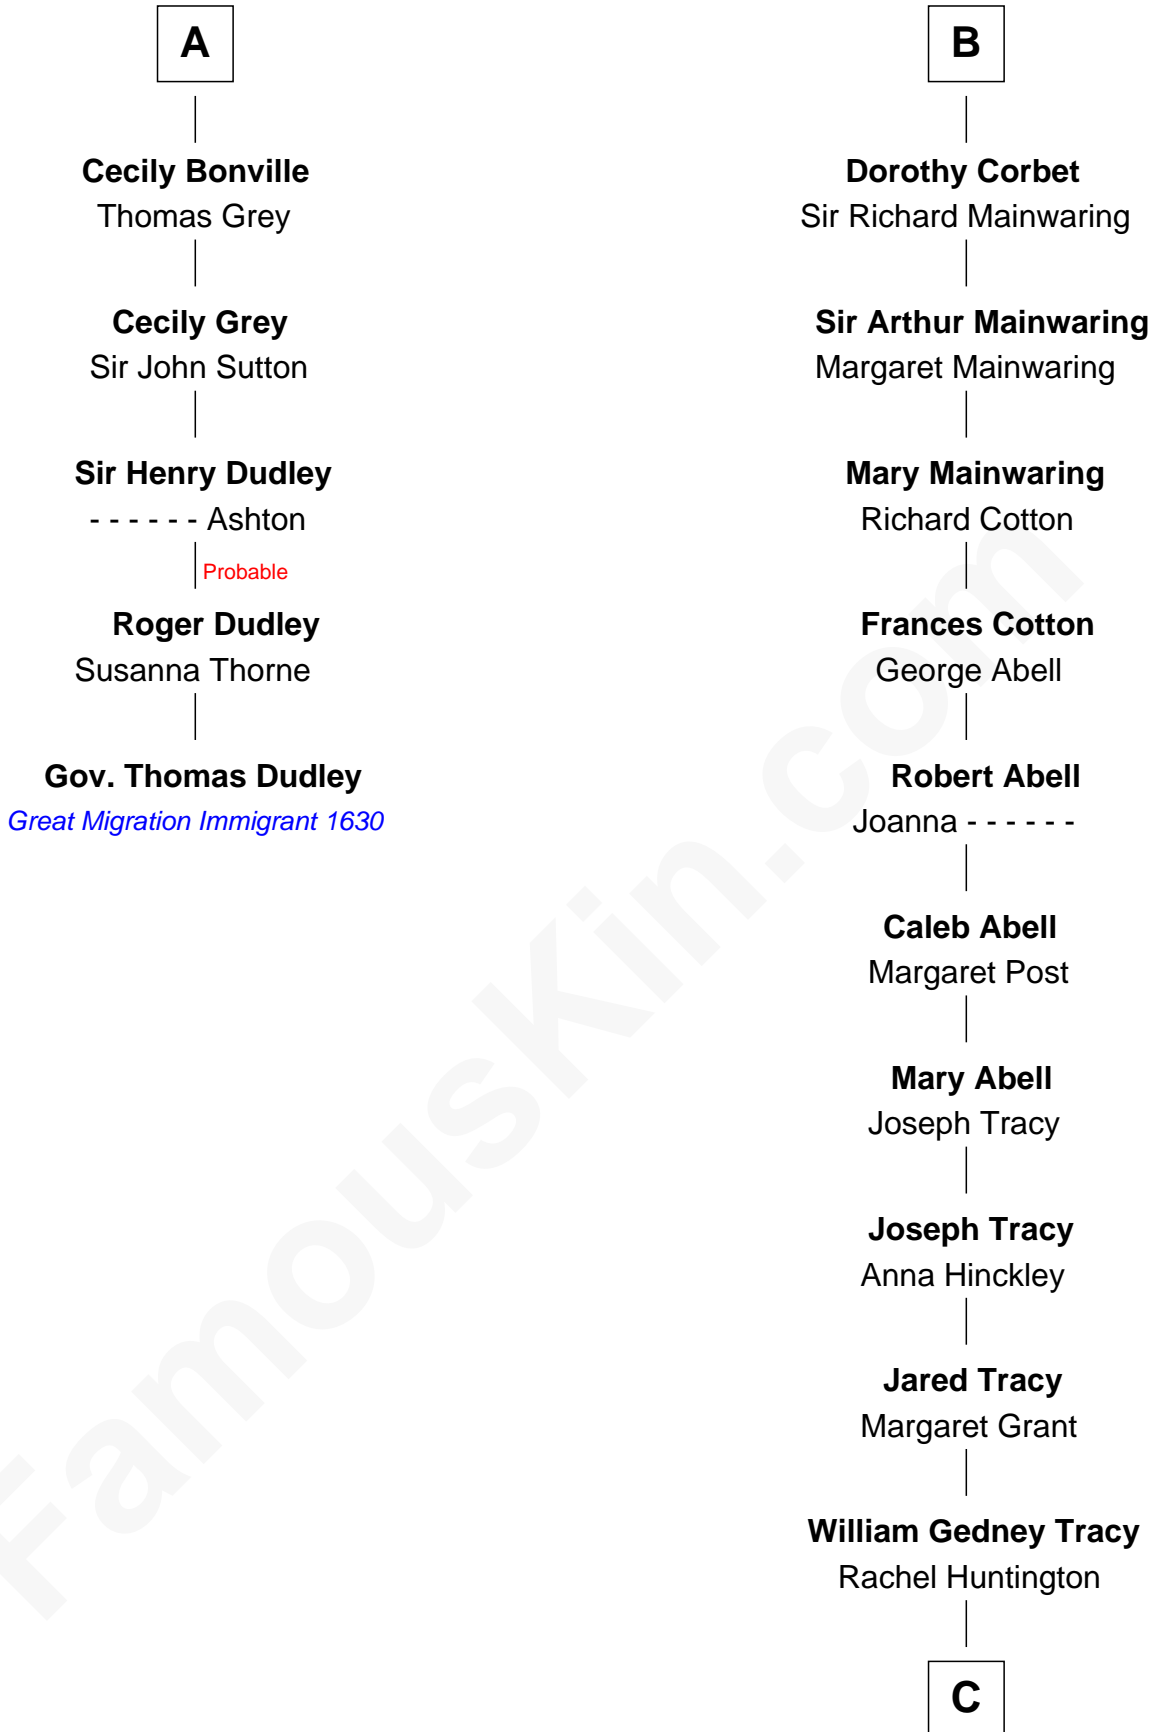 A
Cecily Bonville
Thomas Grey
Cecily Grey
Sir John Sutton
Sir Henry Dudley
- - - - - - Ashton
Probable
Roger Dudley
Susanna Thorne
Gov. Thomas Dudley
Great Migration Immigrant 1630
B
Dorothy Corbet
Sir Richard Mainwaring
Sir Arthur Mainwaring
Margaret Mainwaring
Mary Mainwaring
Richard Cotton
Frances Cotton
George Abell
Robert Abell
Joanna - - - - - -
Caleb Abell
Margaret Post
Mary Abell
Joseph Tracy
Joseph Tracy
Anna Hinckley
Jared Tracy
Margaret Grant
William Gedney Tracy
Rachel Huntington
C
FamousKin.com